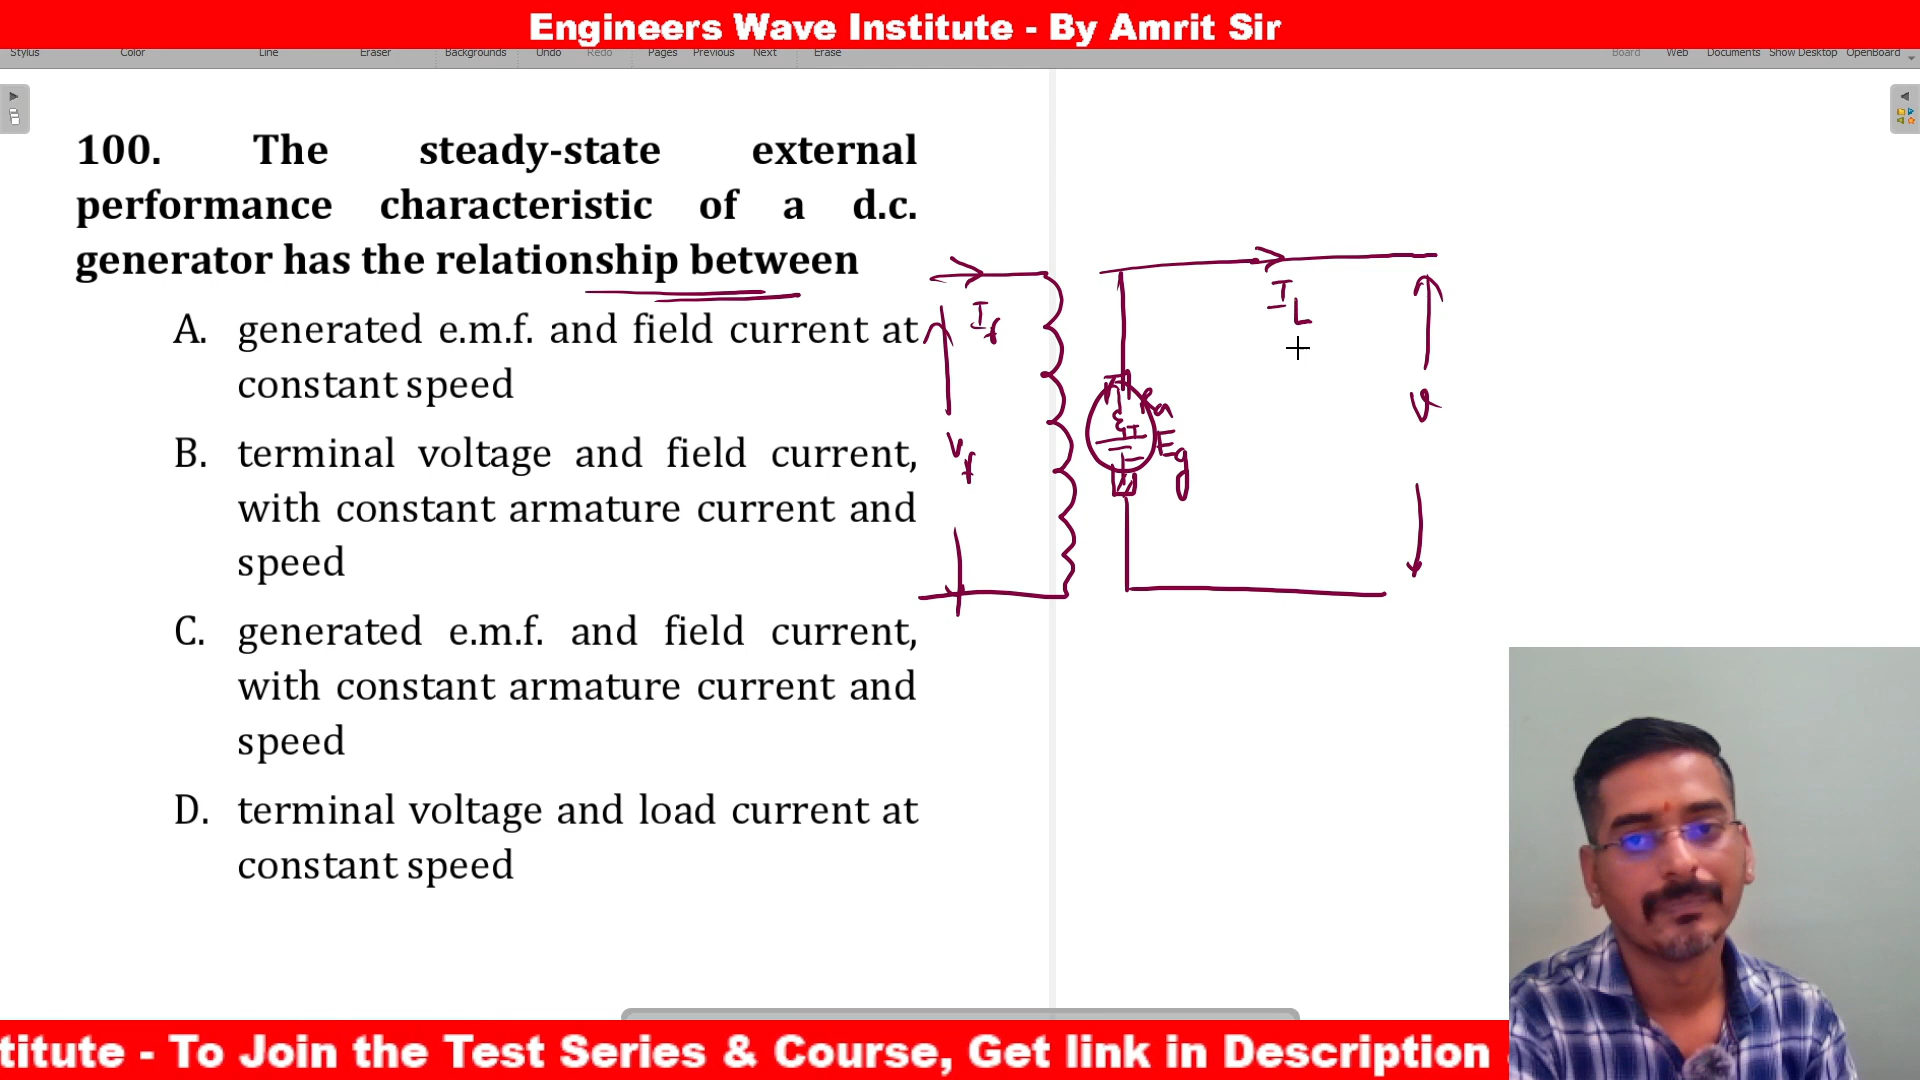 Engineers Wave Institute - By Amrit Sir
Stylus Color Line Eraser Backgrounds Undo Redo Pages Previous Next Erase Board Web Documents Show Desktop OpenBoard
100. The steady-state external
performance characteristic of a d.c.
generator has the relationship between
A. generated e.m.f. and field current at
constant speed
B. terminal voltage and field current,
with constant armature current and
speed
C. generated e.m.f. and field current,
with constant armature current and
speed
D. terminal voltage and load current at
constant speed
If
Vf
IL
Ra
Eg
V
titute - To Join the Test Series & Course, Get link in Description